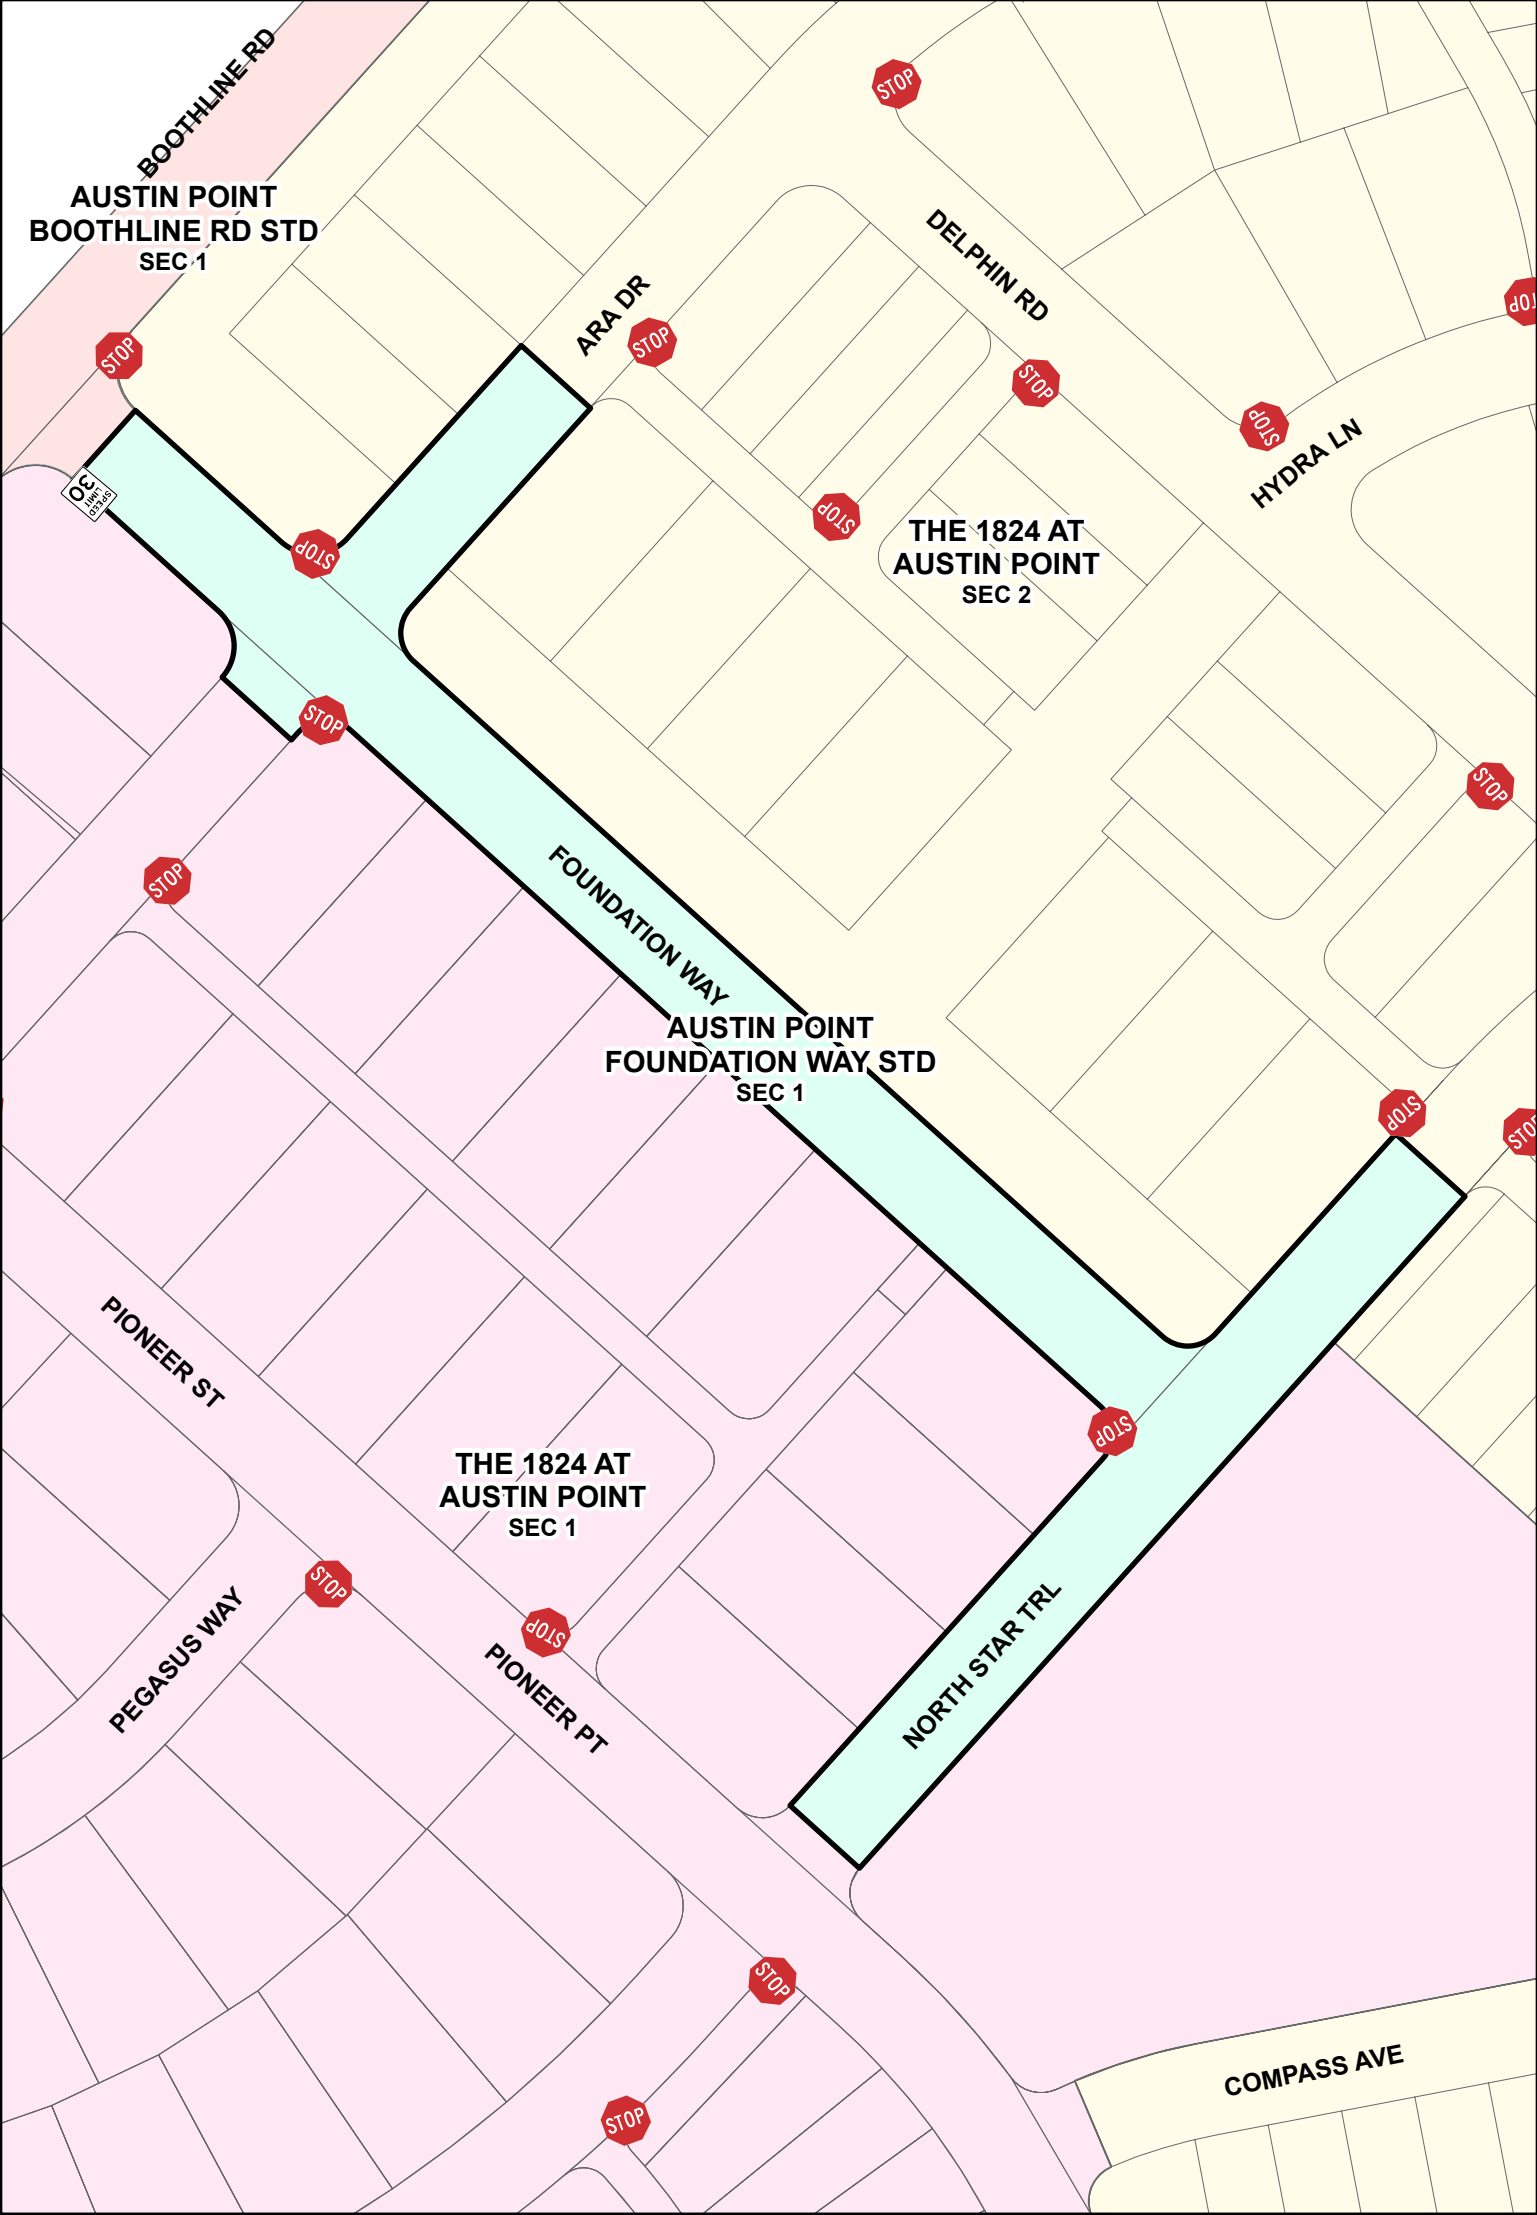 BOOTHLINE RD
AUSTIN POINT
BOOTHLINE RD STD
SEC 1
STOP
STOP
DELPHIN RD
ARA DR
STOP
STOP
STOP
STOP
HYDRA LN
SPEED
LIMIT
30
STOP
STOP
THE 1824 AT
AUSTIN POINT
SEC 2
STOP
STOP
STOP
FOUNDATION WAY
AUSTIN POINT
FOUNDATION WAY STD
SEC 1
STOP
STOP
PIONEER ST
STOP
THE 1824 AT
AUSTIN POINT
SEC 1
STOP
PEGASUS WAY
STOP
PIONEER PT
NORTH STAR TRL
STOP
COMPASS AVE
STOP